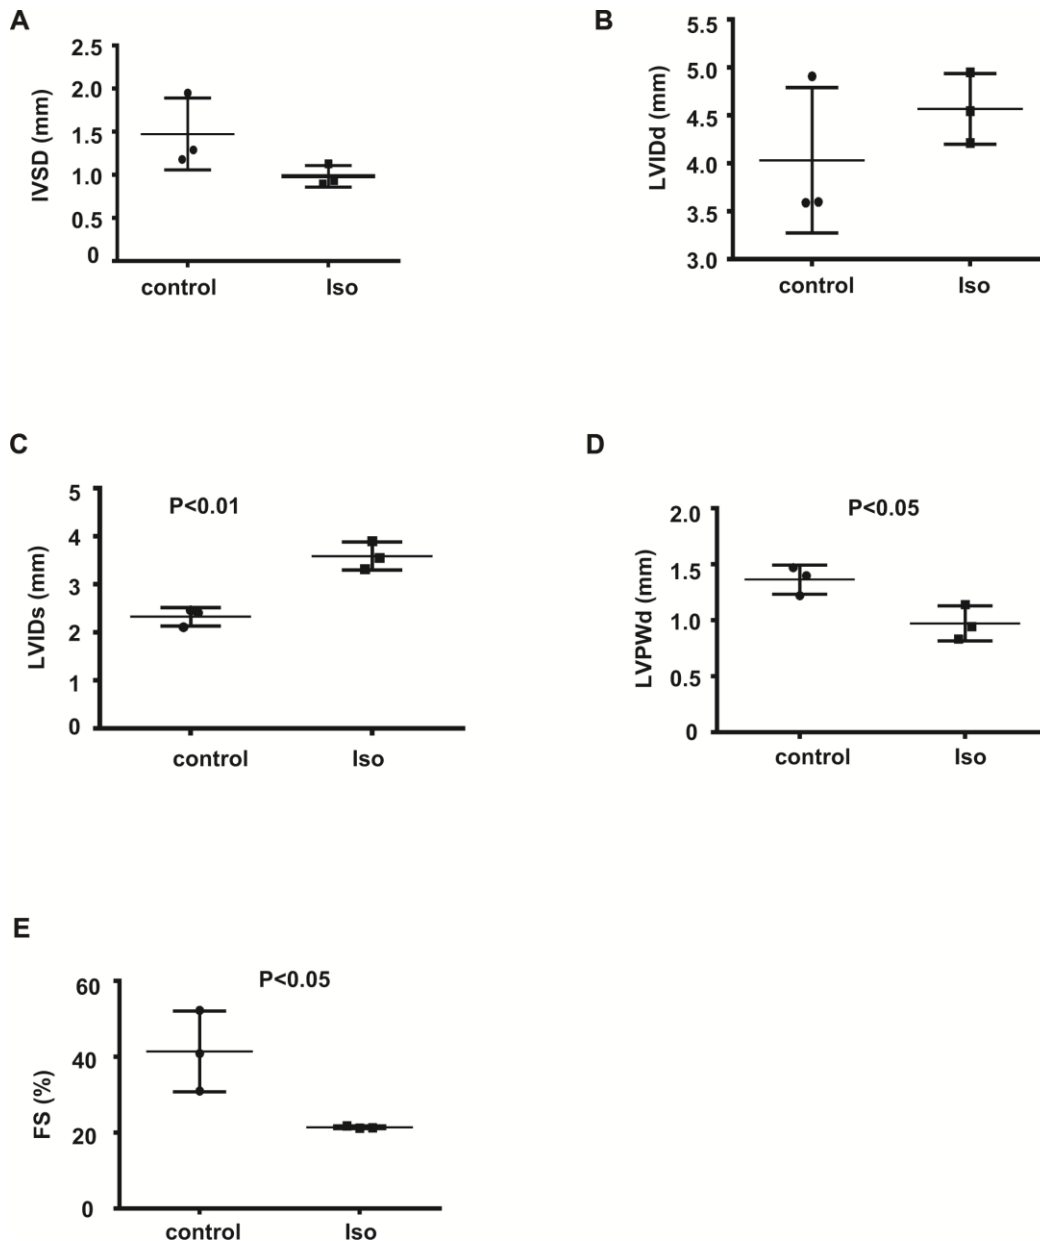 A
IVSD (mm)
2.5
2.0
1.5
1.0
0.5
0
control Iso
B
LVIDd (mm)
5.5
5.0
4.5
4.0
3.5
3.0
control Iso
C
P<0.01
LVIDs (mm)
5
4
3
2
1
0
control Iso
D
P<0.05
LVPWd (mm)
2.0
1.5
1.0
0.5
0
control Iso
E
P<0.05
FS (%)
60
40
20
0
control Iso